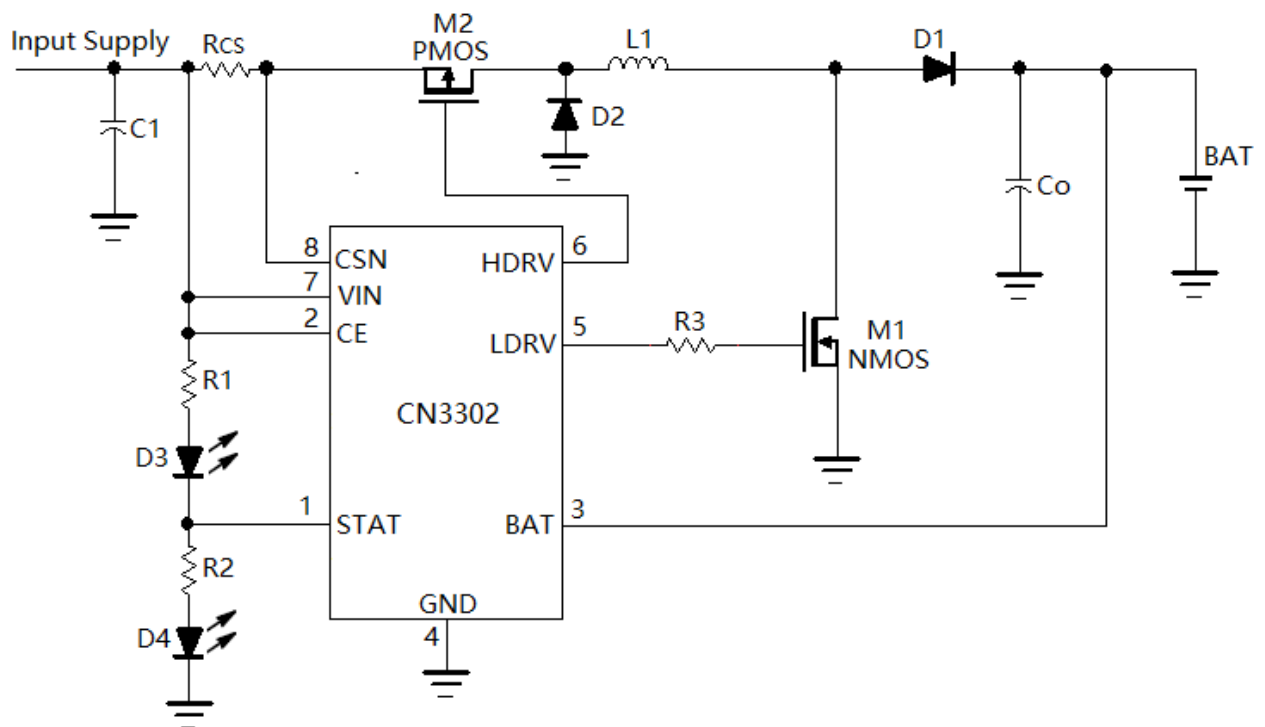 M2
PMOS
Input Supply
Rcs
L1
D1
C1
D2
BAT
Co
8
CSN
7
VIN
2
CE
6
HDRV
5
LDRV
R3
M1
NMOS
R1
CN3302
D3
1
STAT
3
BAT
R2
D4
GND
4